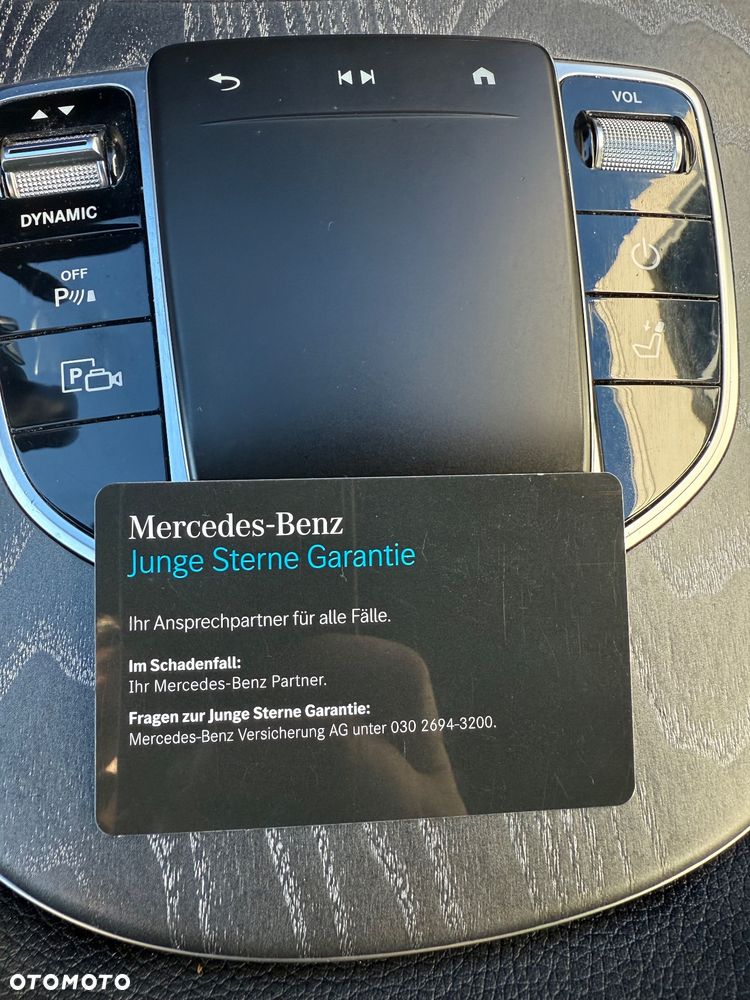 VOL
DYNAMIC
OFF
P
P
Mercedes-Benz
Junge Sterne Garantie
Ihr Ansprechpartner für alle Fälle.
Im Schadenfall:
Ihr Mercedes-Benz Partner.
Fragen zur Junge Sterne Garantie:
Mercedes-Benz Versicherung AG unter 030 2694-3200.
OTOMOTO